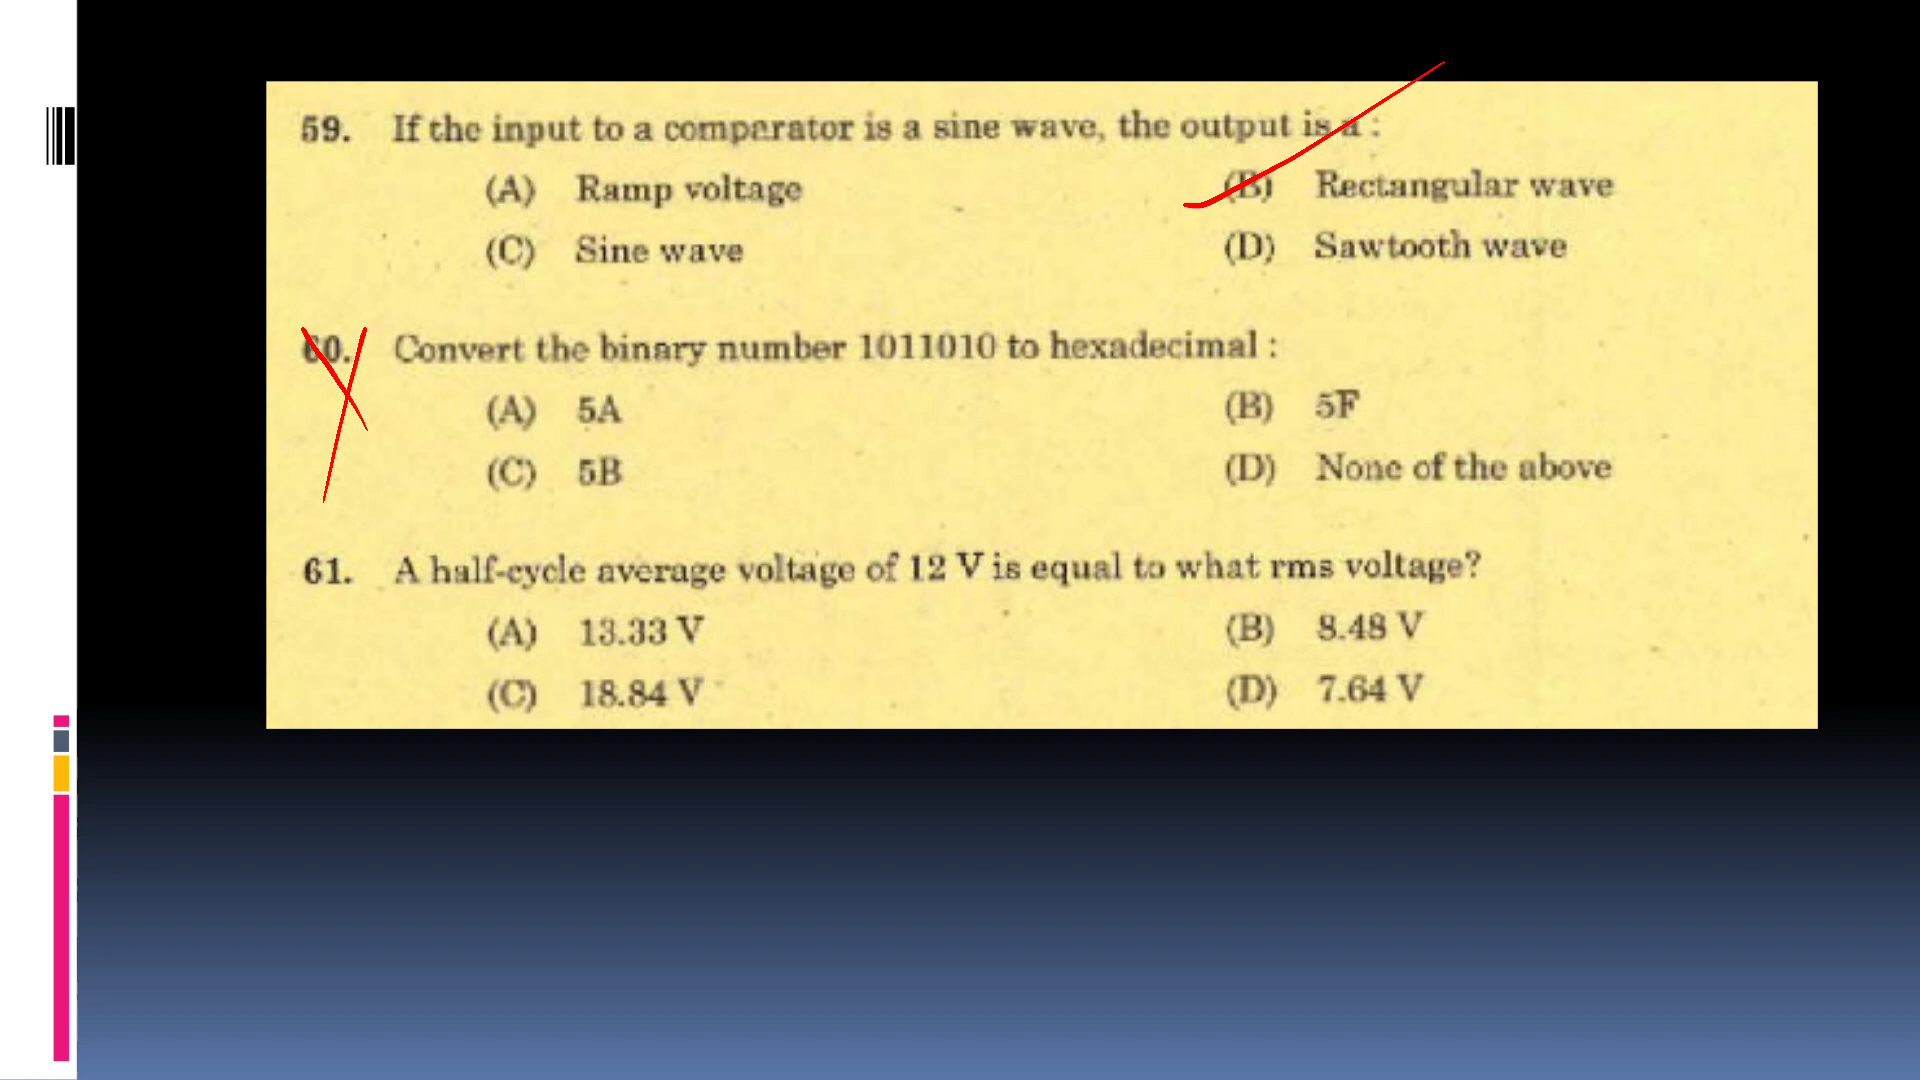 59. If the input to a comparator is a sine wave, the output is a :
(A) Ramp voltage (B) Rectangular wave
(C) Sine wave (D) Sawtooth wave
60. Convert the binary number 1011010 to hexadecimal :
(A) 5A (B) 5F
(C) 5B (D) None of the above
61. A half-cycle average voltage of 12 V is equal to what rms voltage?
(A) 13.33 V (B) 8.48 V
(C) 18.84 V (D) 7.64 V